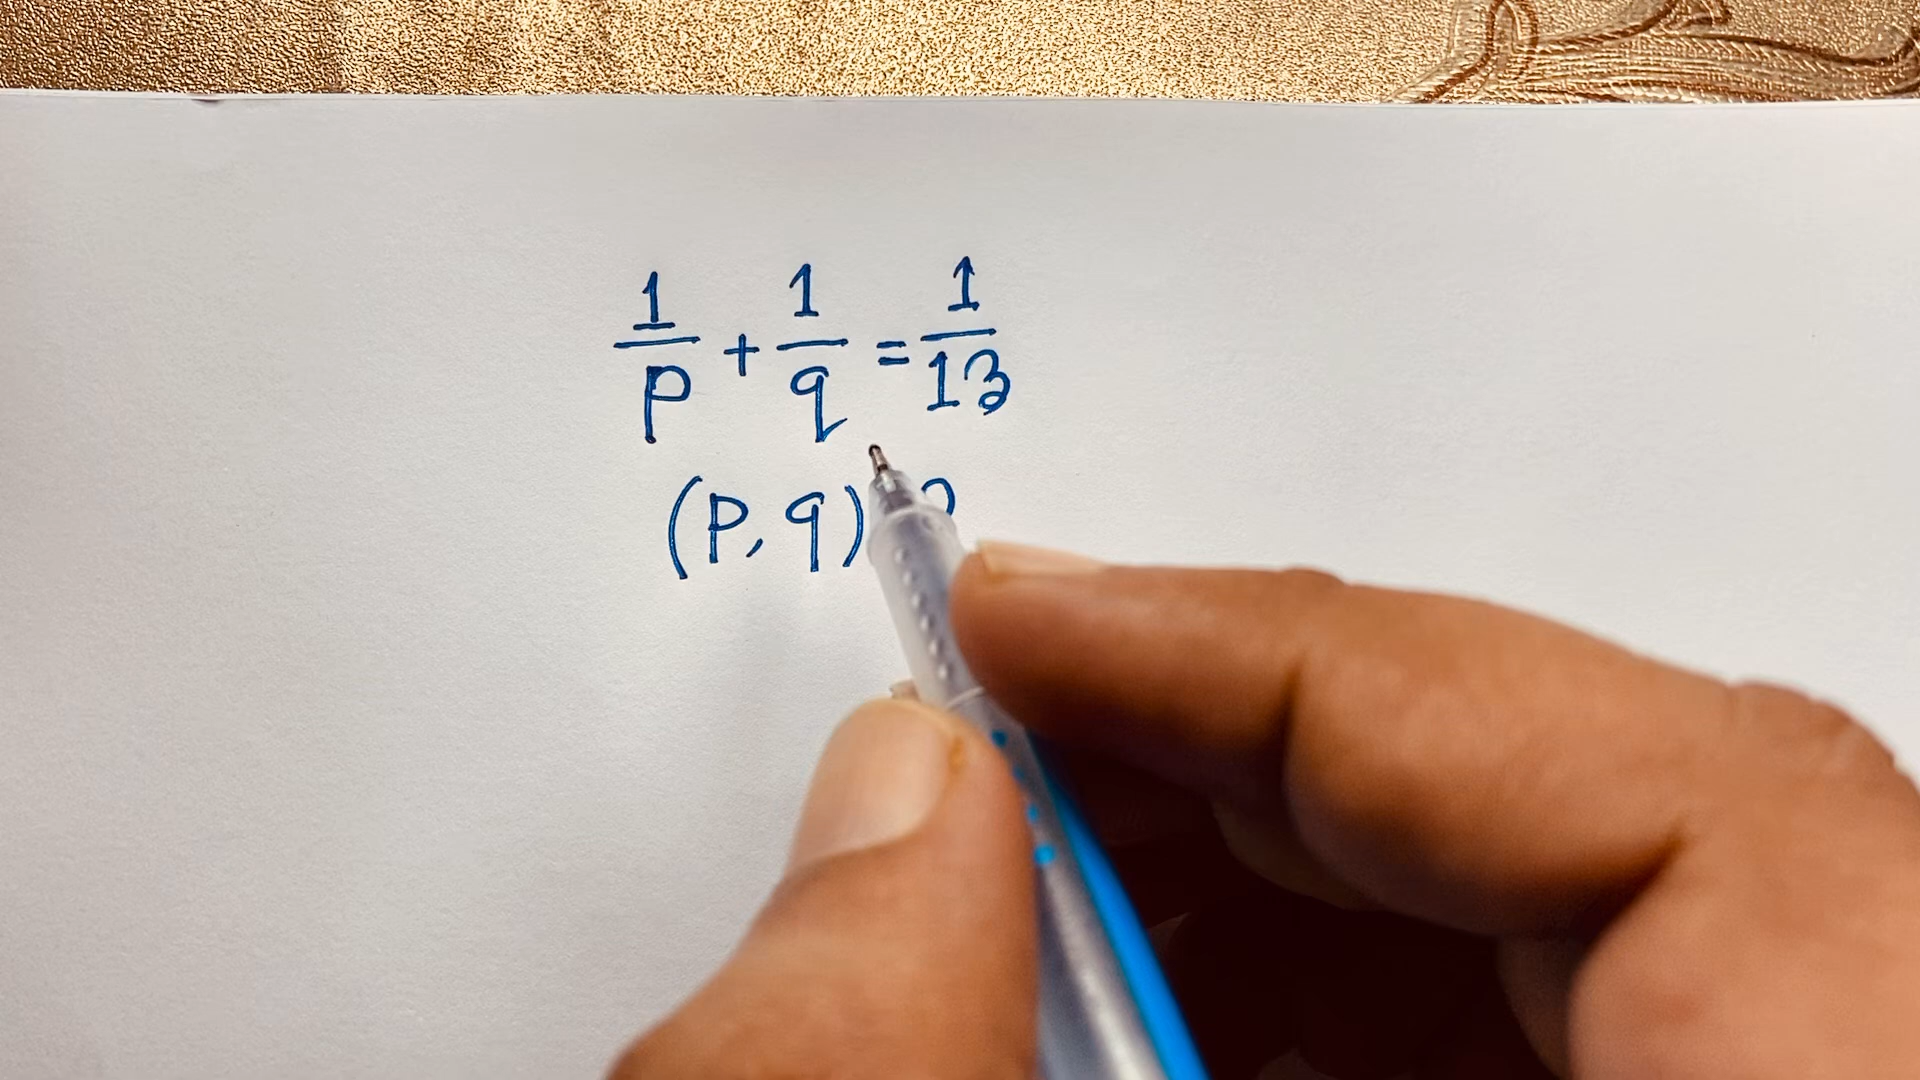 1/p + 1/q = 1/13
(P, q) ?